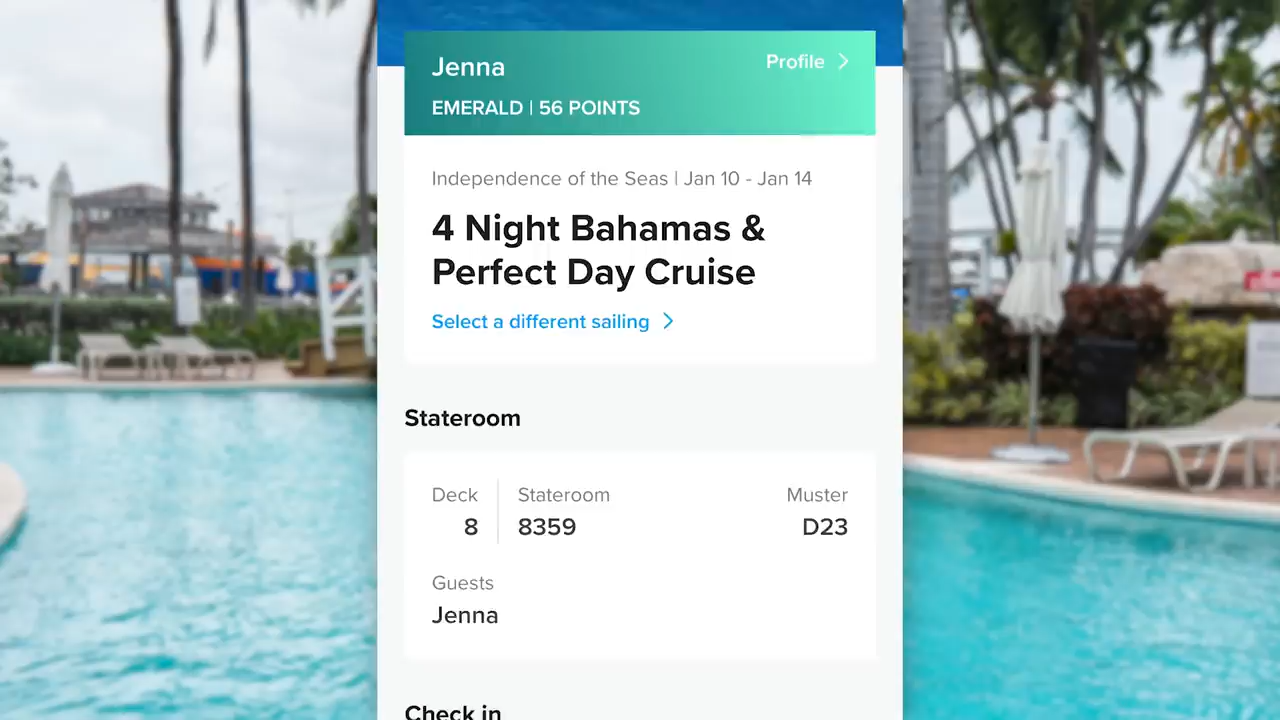 Jenna
Profile
EMERALD | 56 POINTS
Independence of the Seas | Jan 10 - Jan 14
4 Night Bahamas &
Perfect Day Cruise
Select a different sailing
Stateroom
Deck Stateroom Muster
8 8359 D23
Guests
Jenna
Check in